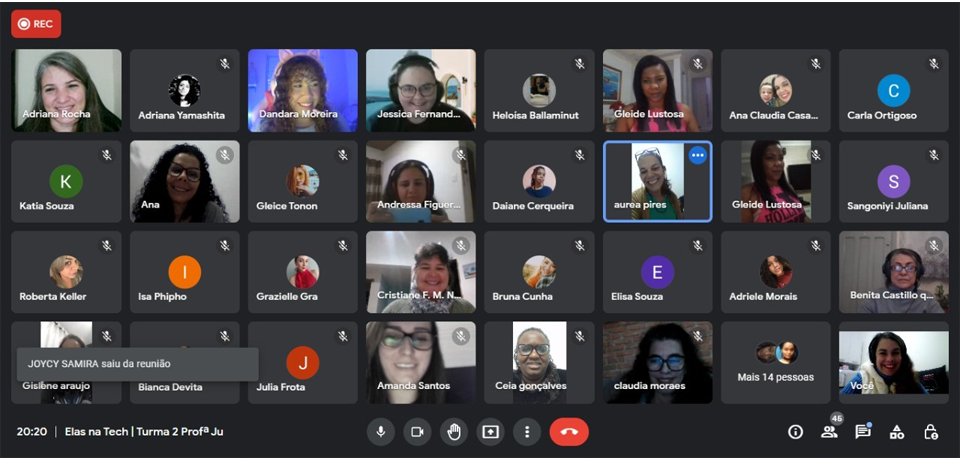 REC
Adriana Rocha
Adriana Yamashita
Dandara Moreira
Jessica Fernand...
Heloísa Ballaminut
Gleide Lustosa
Ana Claudia Casa...
C
Carla Ortigoso
K
Katia Souza
Ana
Gleice Tonon
Andressa Figuer...
Daiane Cerqueira
aurea pires
Gleide Lustosa
S
Sangoniyi Juliana
Roberta Keller
I
Isa Phipho
Grazielle Gra
Cristiane F. M. N...
Bruna Cunha
E
Elisa Souza
Adriele Morais
Benita Castillo q...
JOYCY SAMIRA saiu da reunião
Gislene araujo
Bianca Devita
J
Julia Frota
Amanda Santos
Ceia gonçalves
claudia moraes
Mais 14 pessoas
Você
20:20 | Elas na Tech | Turma 2 Profª Ju
46